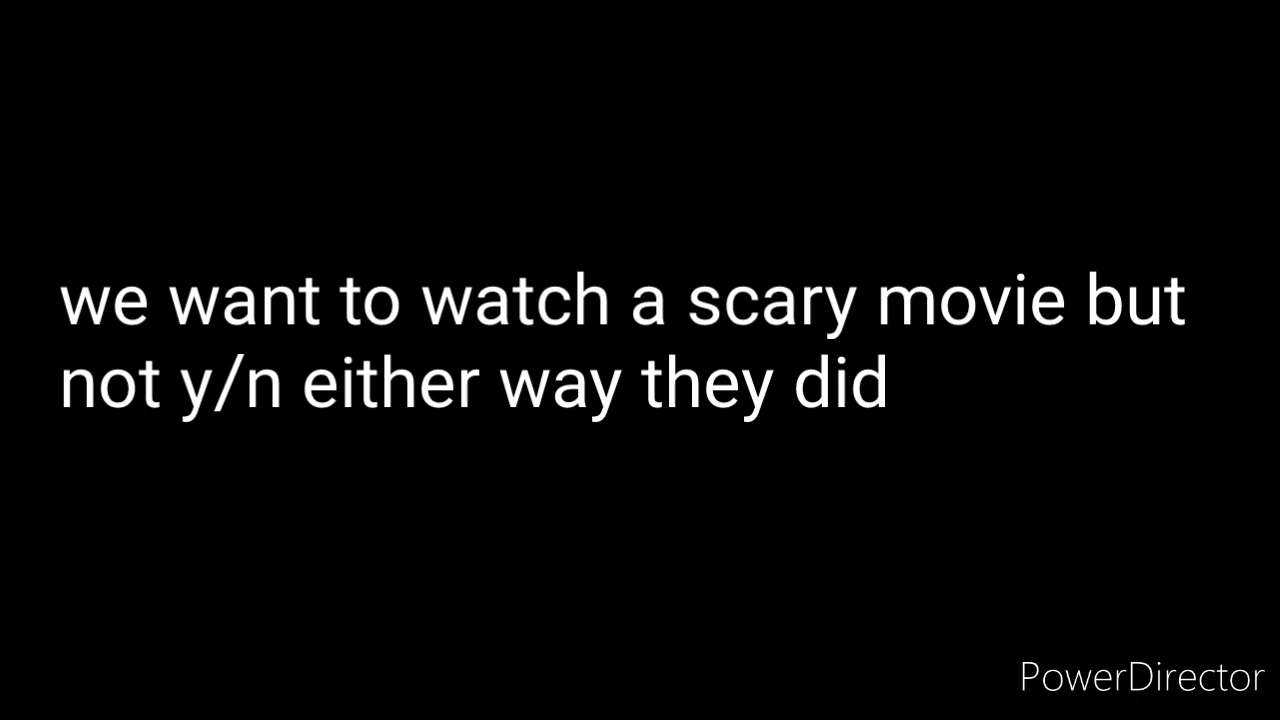 we want to watch a scary movie but
not y/n either way they did
PowerDirector